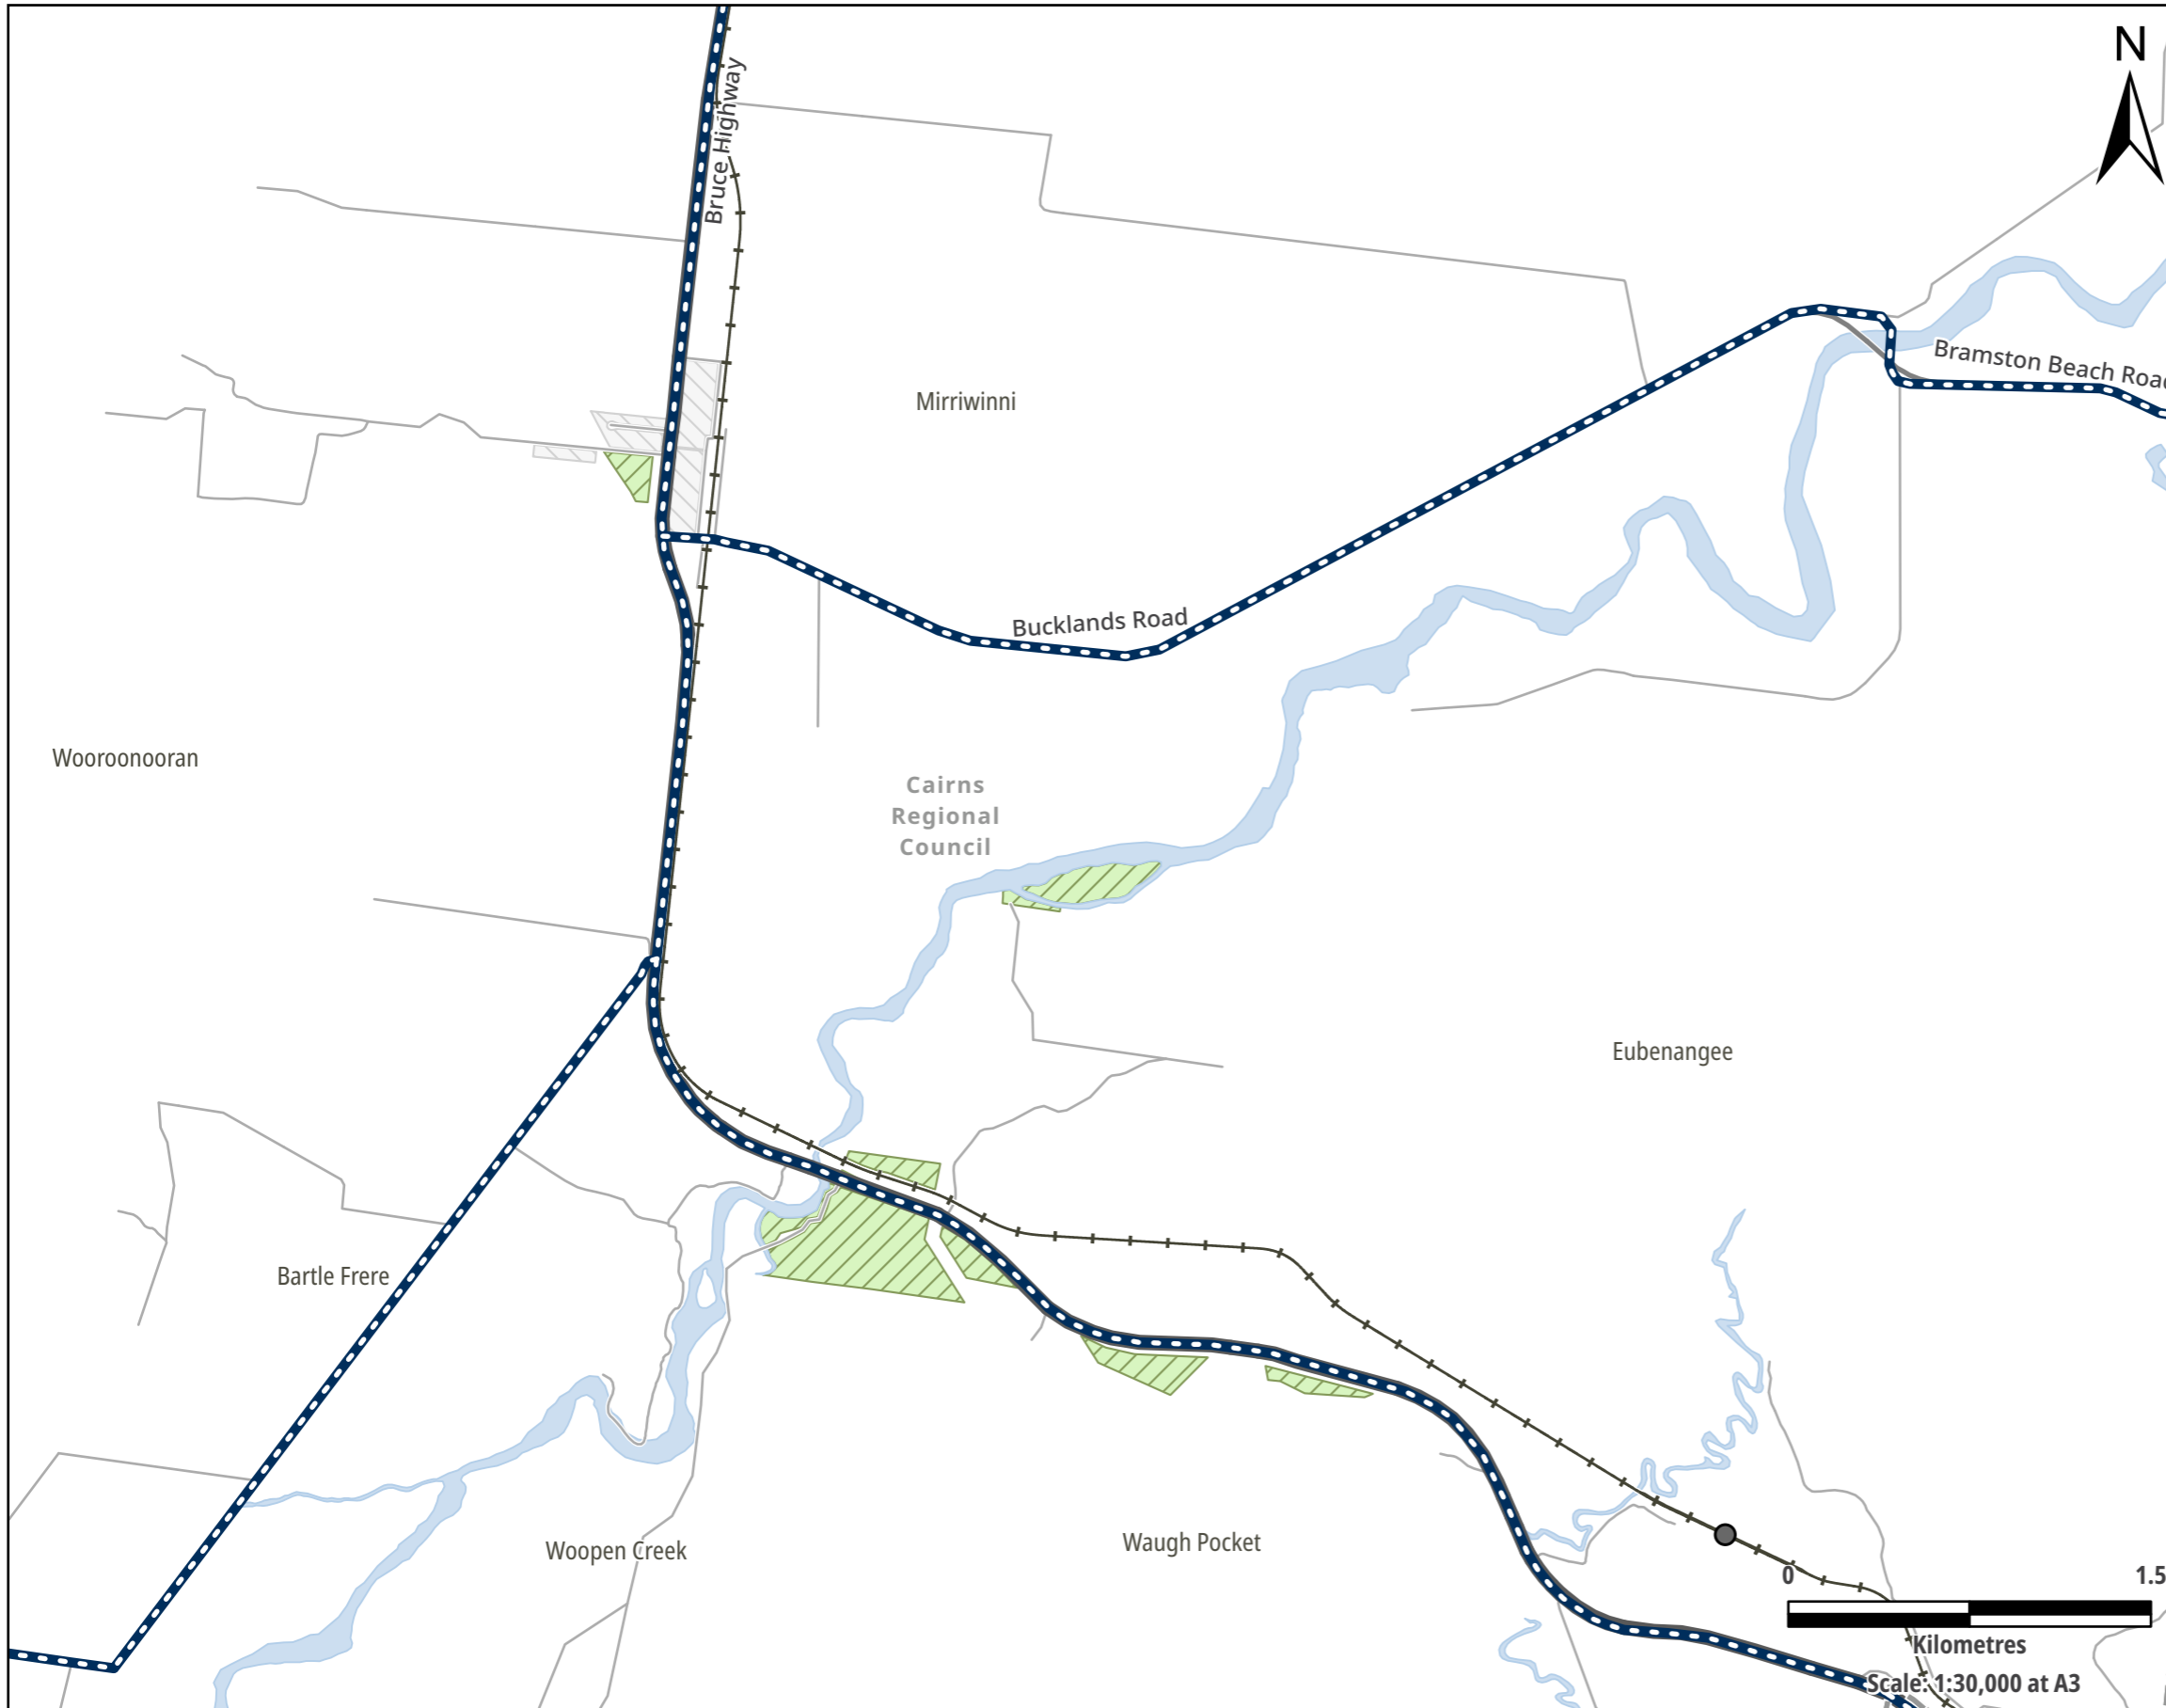 N
Bruce Highway
Bramston Beach Road
Mirriwinni
Bucklands Road
Wooroonooran
Cairns
Regional
Council
Eubenangee
Bartle Frere
Waugh Pocket
Woopen Creek
0 1.5
Kilometres
Scale: 1:30,000 at A3